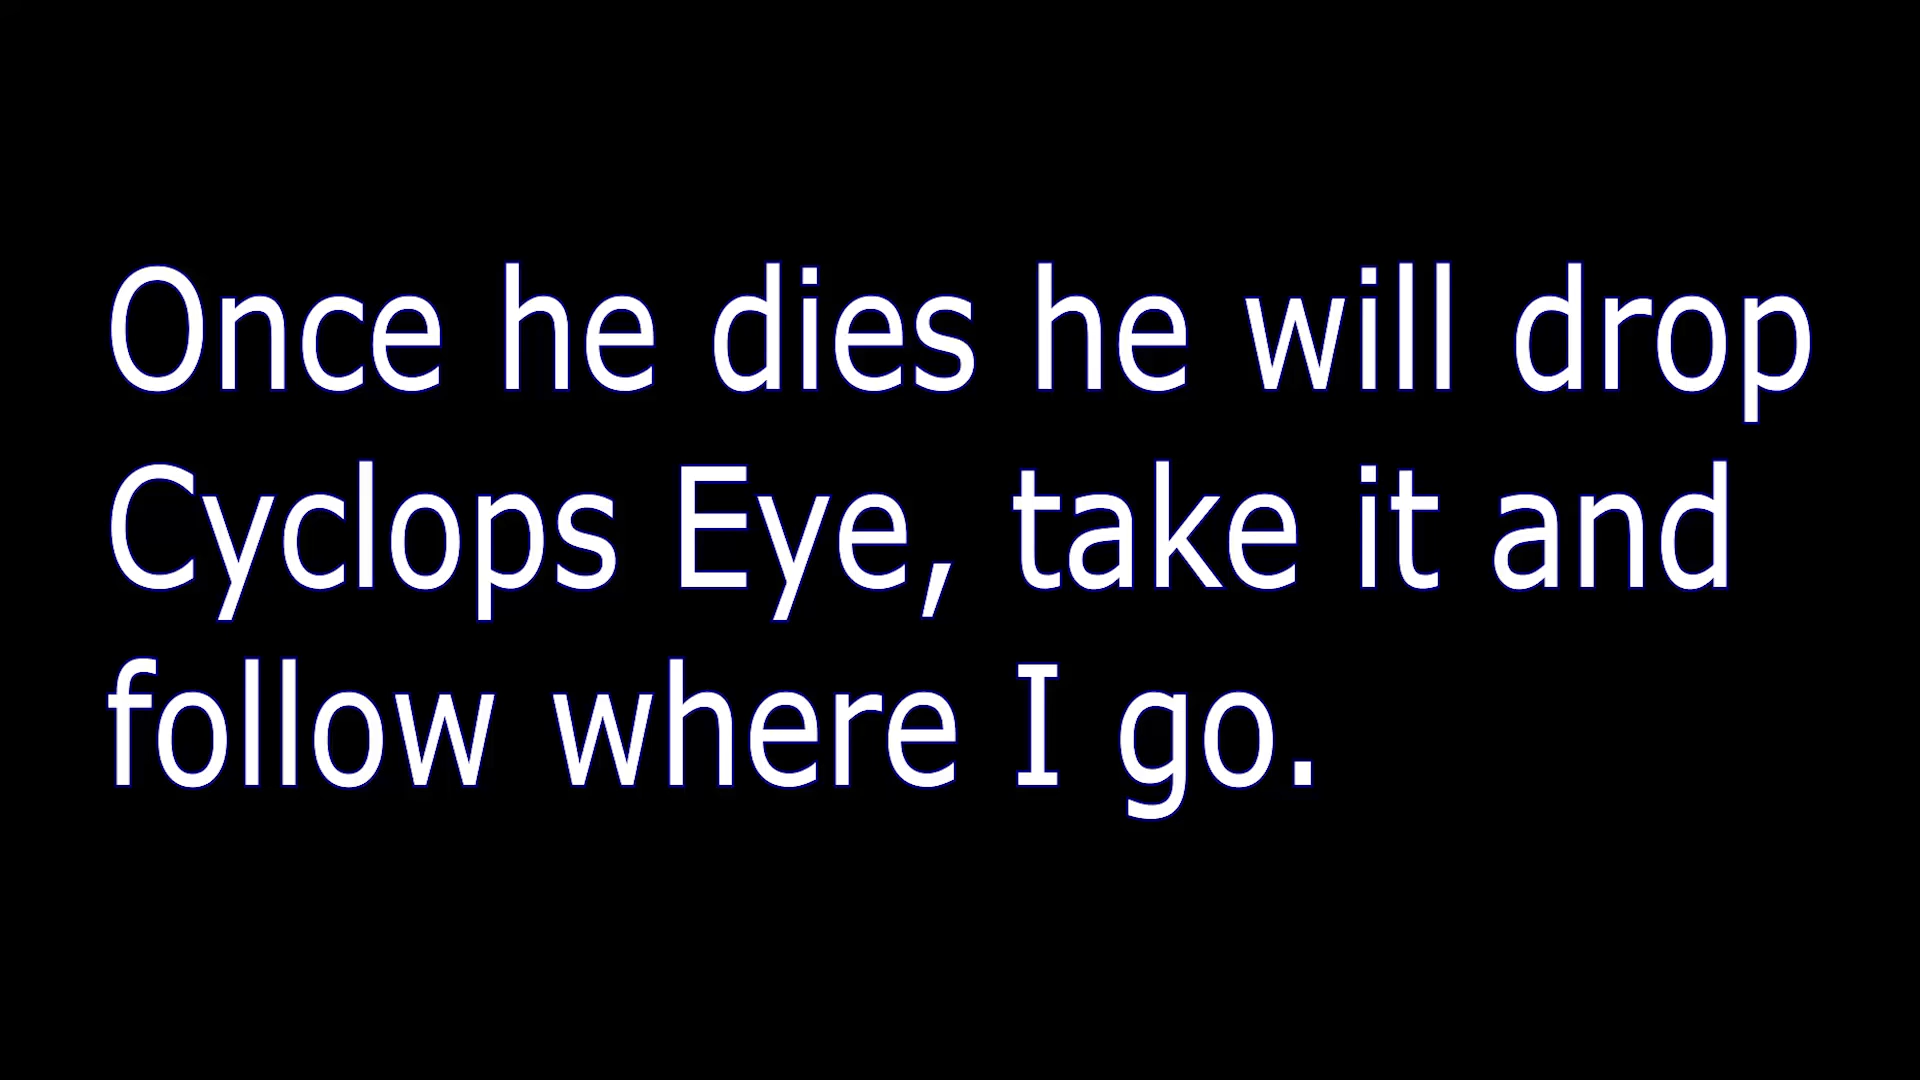 Once he dies he will drop
Cyclops Eye, take it and
follow where I go.